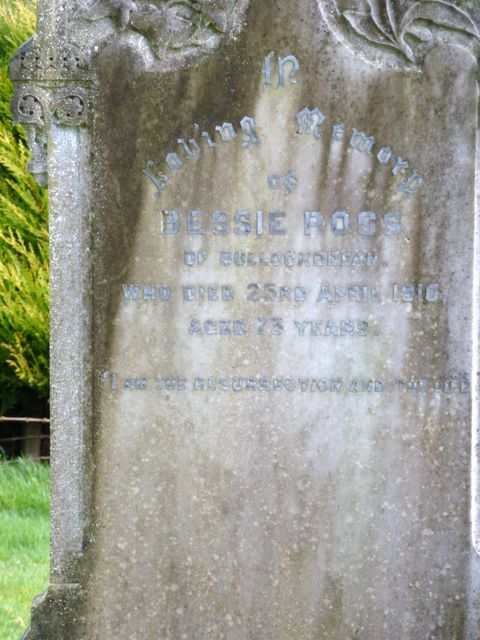 In
Loving Memory
of
BESSIE ROSS
OF
WHO DIED 23RD APRIL 1910,
AGED 73 YEARS.
"I AM THE RESURRECTION AND THE LIFE